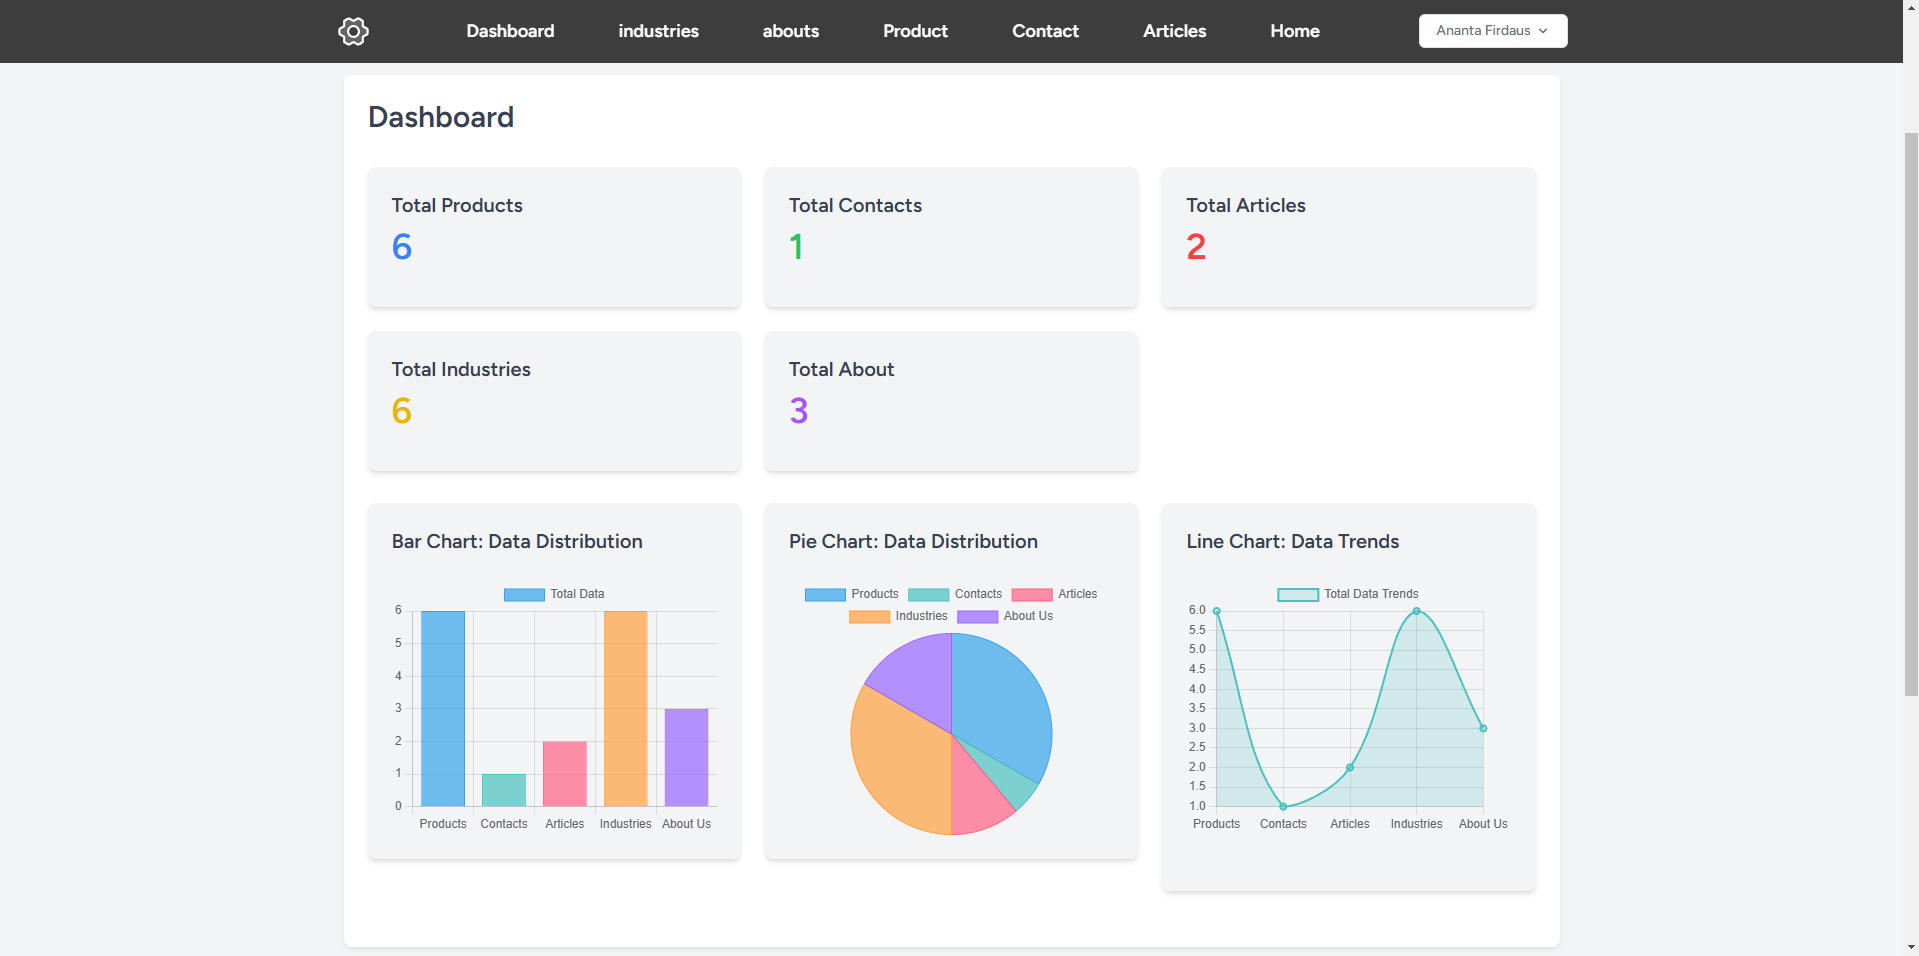 Dashboard industries abouts Product Contact Articles Home Ananta Firdaus
Dashboard
Total Products
6
Total Contacts
1
Total Articles
2
Total Industries
6
Total About
3
Bar Chart: Data Distribution
Total Data
6
5
4
3
2
1
0
Products Contacts Articles Industries About Us
Pie Chart: Data Distribution
Products Contacts Articles
Industries About Us
Line Chart: Data Trends
Total Data Trends
6.0
5.5
5.0
4.5
4.0
3.5
3.0
2.5
2.0
1.5
1.0
Products Contacts Articles Industries About Us